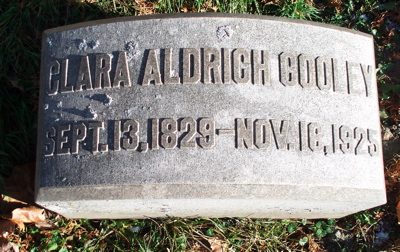 CLARA ALDRICH COOLEY
SEPT. 13, 1829–NOV. 16, 1925